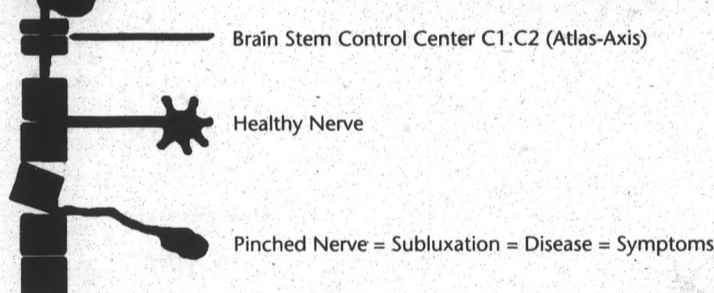 Brain Stem Control Center C1.C2 (Atlas-Axis)
Healthy Nerve
Pinched Nerve = Subluxation = Disease = Symptoms